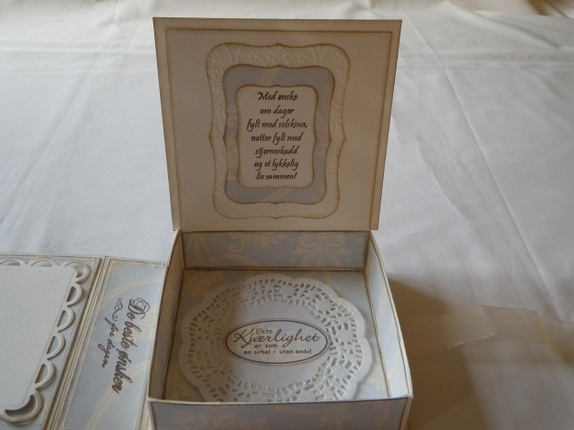 Med ønske
om dager
fylt med solskinn,
netter fylt med
stjerneskudd
og et lykkelig
liv sammen!
Ekte
Kjærlighet
er som
en sirkel - uten ende!
De beste ønsker
for dagen